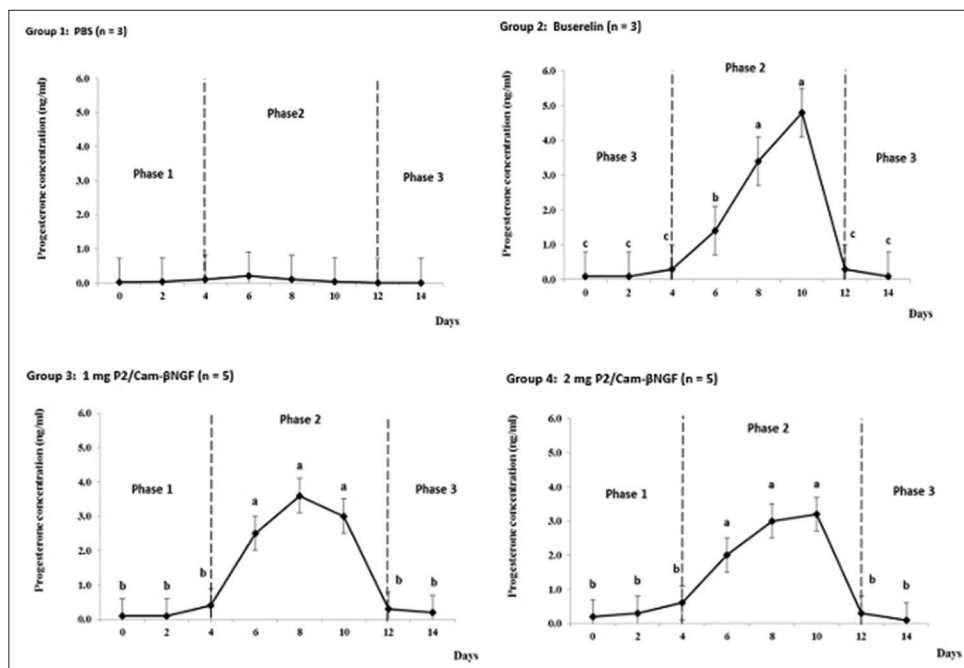 Group 1: PBS (n = 3)
Progesterone concentration (ng/ml)
6.0
5.0
4.0
3.0
2.0
1.0
0.0
Phase 1
Phase2
Phase 3
0 2 4 6 8 10 12 14
Days
Group 2: Buserelin (n = 3)
Progesterone concentration (ng/ml)
6.0
5.0
4.0
3.0
2.0
1.0
0.0
Phase 3
Phase 2
Phase 3
c c c b a a c c
0 2 4 6 8 10 12 14
Days
Group 3: 1 mg P2/Cam-βNGF (n = 5)
Progesterone concentration (ng/ml)
6.0
5.0
4.0
3.0
2.0
1.0
0.0
Phase 1
Phase 2
Phase 3
b b b a a a b b
0 2 4 6 8 10 12 14
Days
Group 4: 2 mg P2/Cam-βNGF (n = 5)
Progesterone concentration (ng/ml)
6.0
5.0
4.0
3.0
2.0
1.0
0.0
Phase 1
Phase 2
Phase 3
b b b a a a b b
0 2 4 6 8 10 12 14
Days